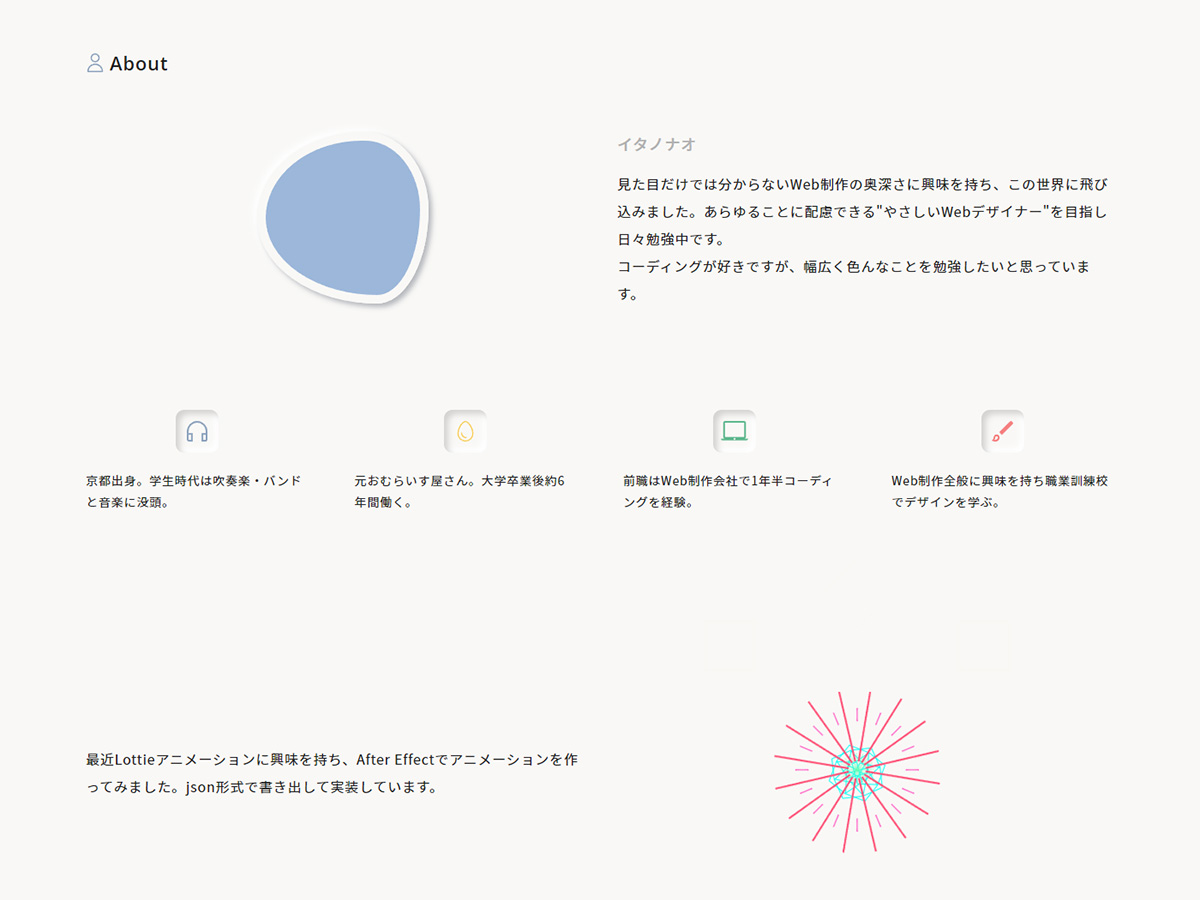 About
イタノナオ
見た目だけでは分からないWeb制作の奥深さに興味を持ち、この世界に飛び
込みました。あらゆることに配慮できる"やさしいWebデザイナー"を目指し
日々勉強中です。
コーディングが好きですが、幅広く色んなことを勉強したいと思っていま
す。
京都出身。学生時代は吹奏楽・バンド
と音楽に没頭。
元おむらいす屋さん。大学卒業後約6
年間働く。
前職はWeb制作会社で1年半コーディ
ングを経験。
Web制作全般に興味を持ち職業訓練校
でデザインを学ぶ。
最近Lottieアニメーションに興味を持ち、After Effectでアニメーションを作
ってみました。json形式で書き出して実装しています。